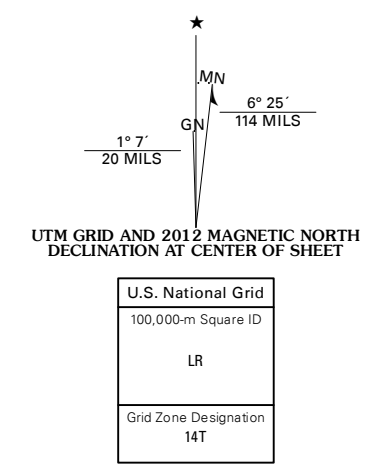 ★
MN
GN
6° 25´
114 MILS
1° 7´
20 MILS
UTM GRID AND 2012 MAGNETIC NORTH
DECLINATION AT CENTER OF SHEET
U.S. National Grid
100,000-m Square ID
LR
Grid Zone Designation
14T